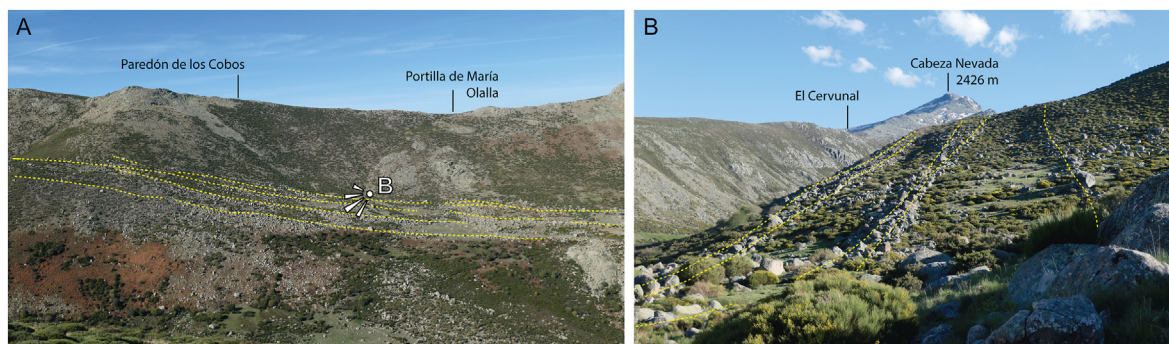 A
Paredón de los Cobos
Portilla de María
Olalla
B
B
Cabeza Nevada
2426 m
El Cervunal